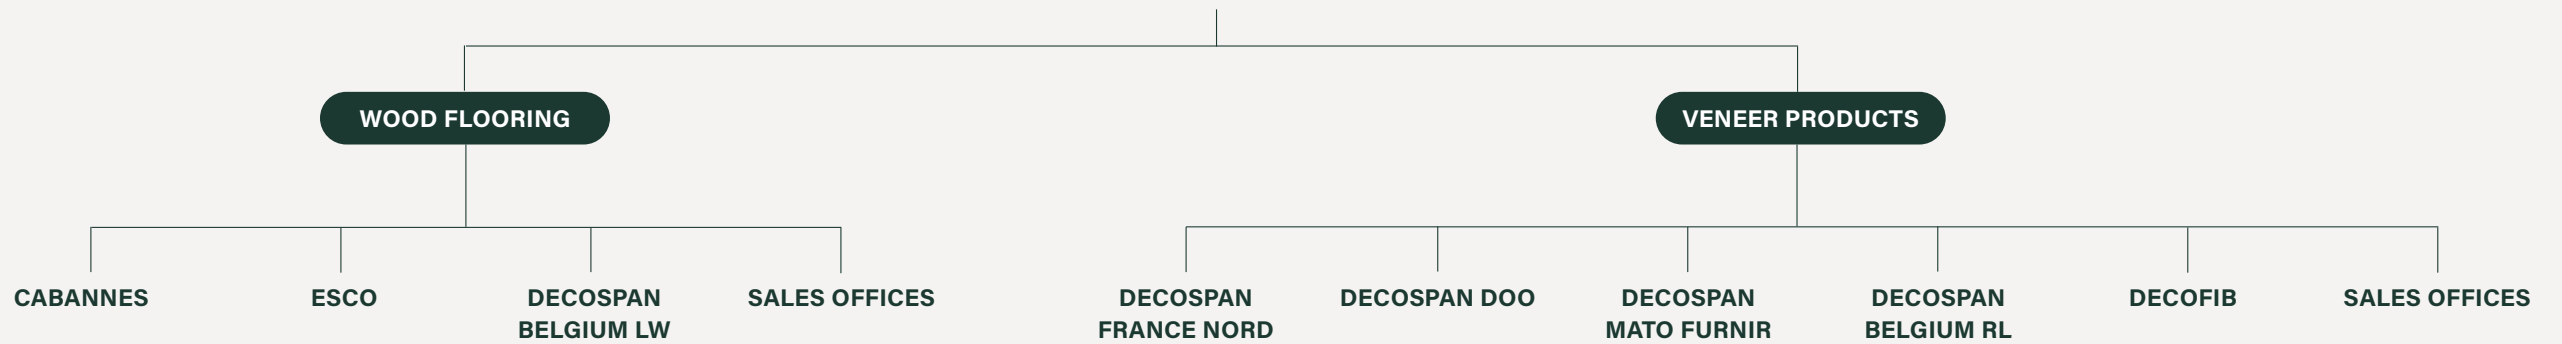 WOOD FLOORING
VENEER PRODUCTS
CABANNES
ESCO
DECOSPAN
BELGIUM LW
SALES OFFICES
DECOSPAN
FRANCE NORD
DECOSPAN DOO
DECOSPAN
MATO FURNIR
DECOSPAN
BELGIUM RL
DECOFIB
SALES OFFICES